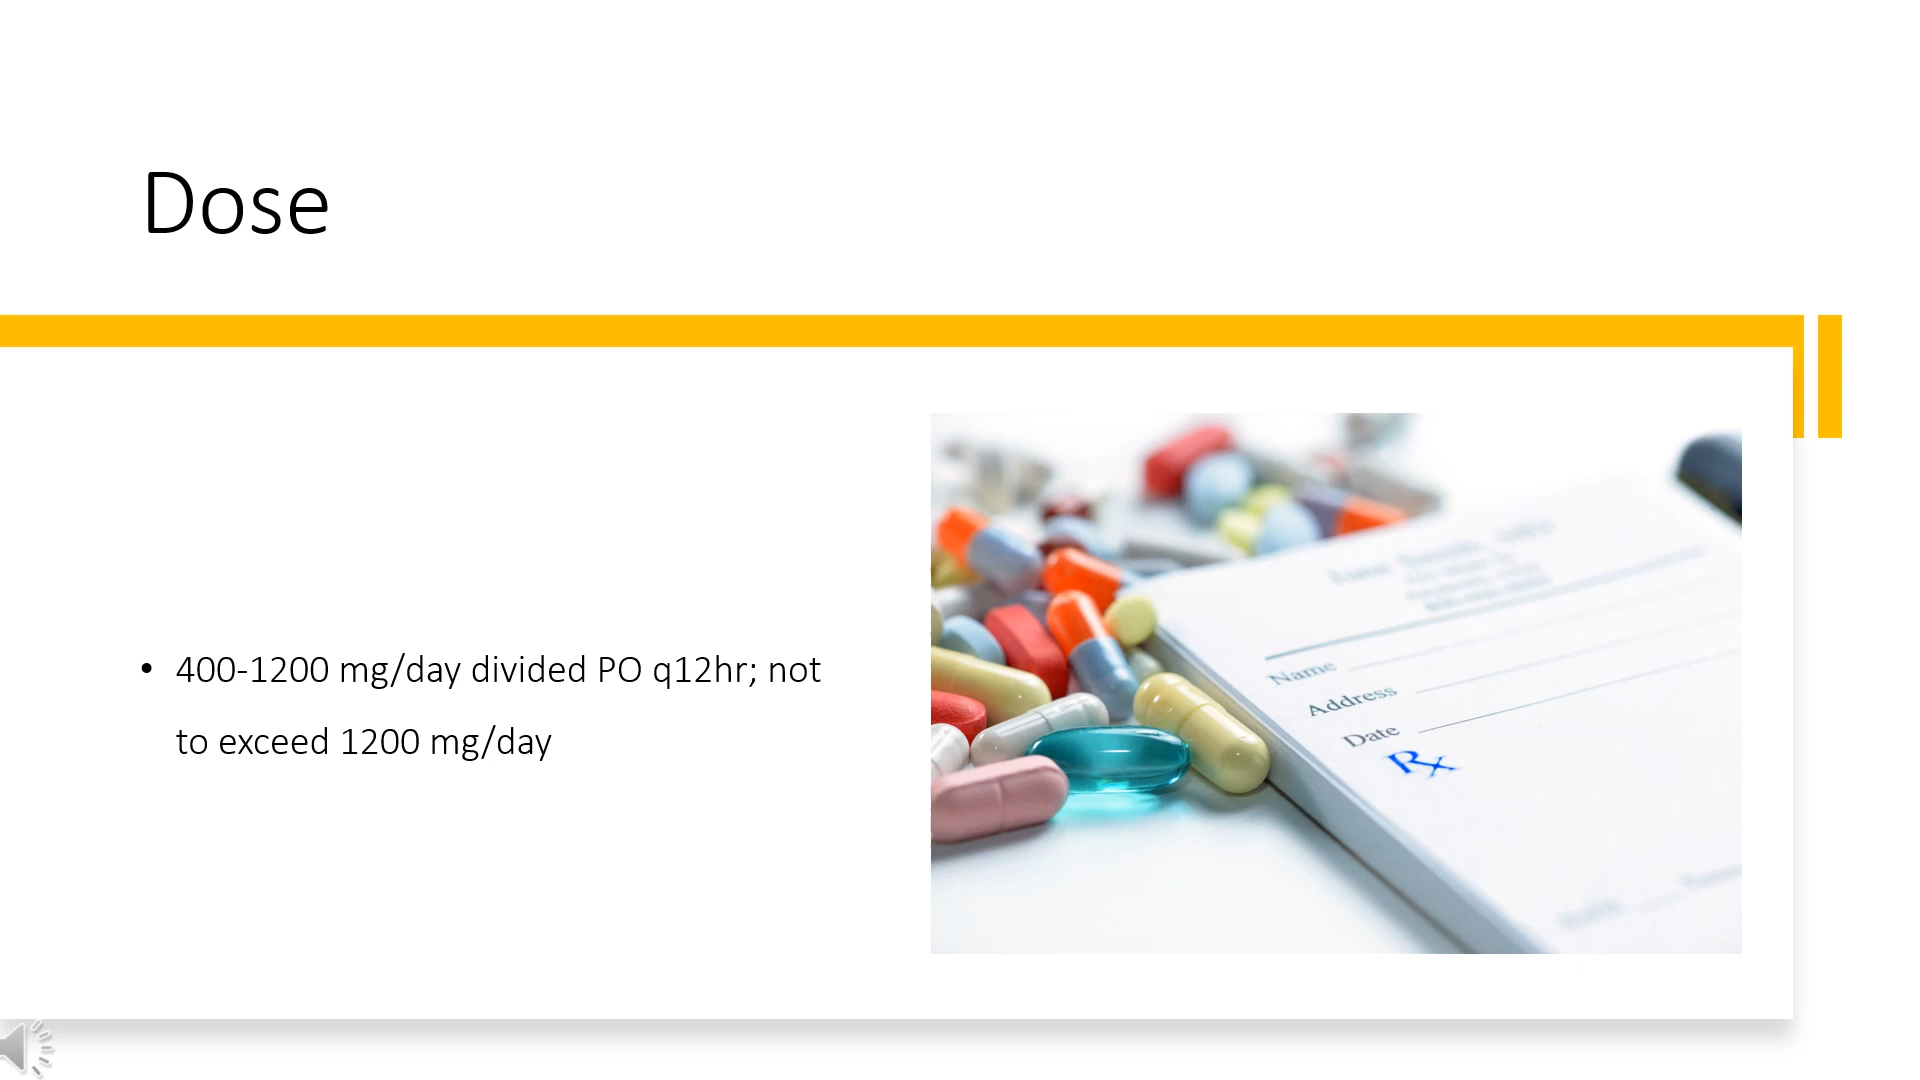 Dose
• 400-1200 mg/day divided PO q12hr; not
to exceed 1200 mg/day
Name
Address
Date
Rx